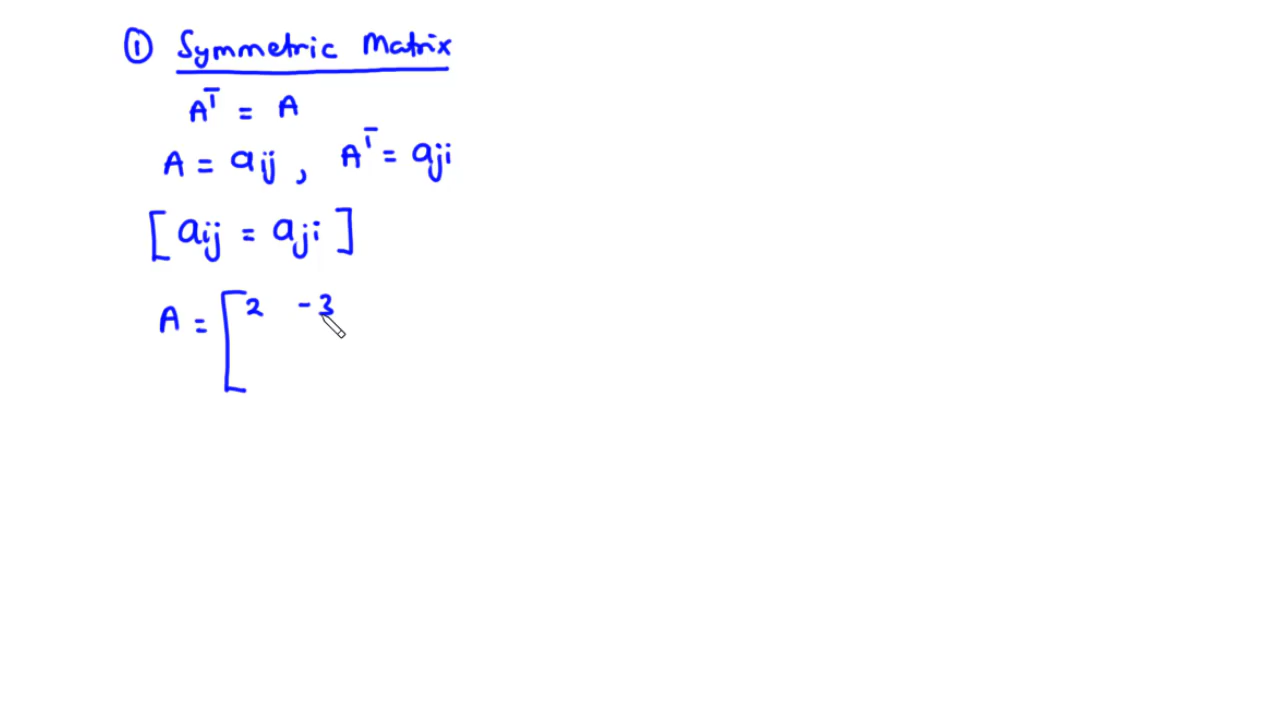 ① Symmetric Matrix
Aᵀ = A
A = aij , Aᵀ = aji
[ aij = aji ]
A = [ 2 -3